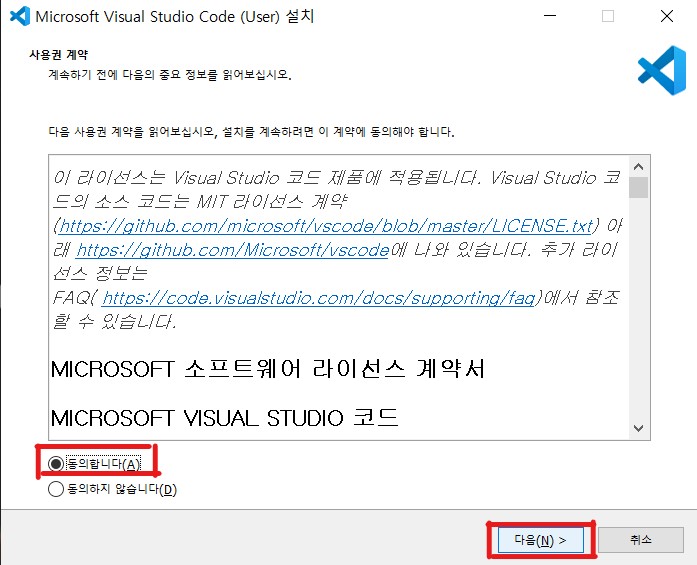 Microsoft Visual Studio Code (User) 설치
사용권 계약
계속하기 전에 다음의 중요 정보를 읽어보십시오.
다음 사용권 계약을 읽어보십시오, 설치를 계속하려면 이 계약에 동의해야 합니다.
이 라이선스는 Visual Studio 코드 제품에 적용됩니다. Visual Studio 코
드의 소스 코드는 MIT 라이선스 계약
(https://github.com/microsoft/vscode/blob/master/LICENSE.txt) 아
래 https://github.com/Microsoft/vscode에 나와 있습니다. 추가 라이
선스 정보는
FAQ( https://code.visualstudio.com/docs/supporting/faq)에서 참조
할 수 있습니다.
MICROSOFT 소프트웨어 라이선스 계약서
MICROSOFT VISUAL STUDIO 코드
동의합니다(A)
동의하지 않습니다(D)
다음(N) >
취소